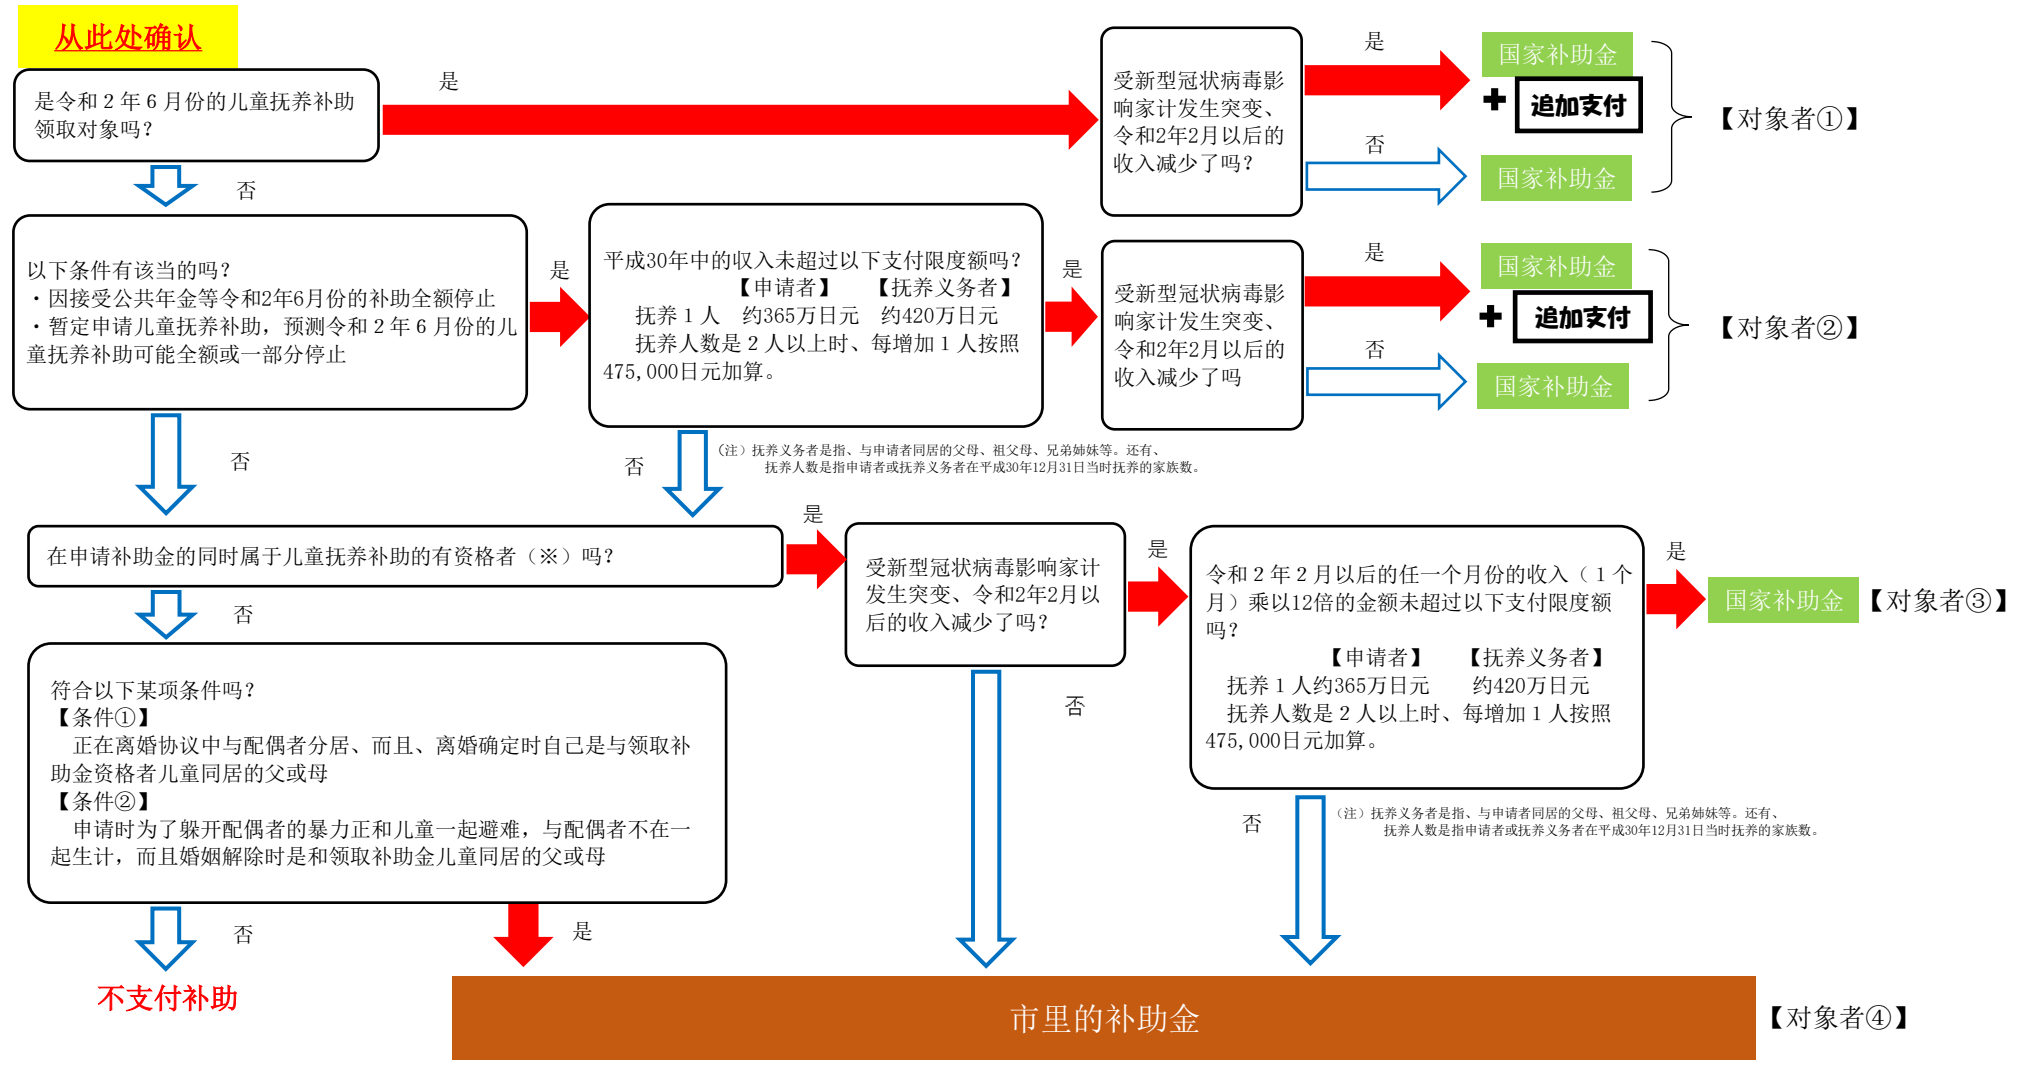 从此处确认
是令和２年６月份的儿童抚养补助
领取对象吗？
是
否
受新型冠状病毒影
响家计发生突变、
令和2年2月以后的
收入减少了吗？
是
国家补助金
+ 追加支付
否
国家补助金
【对象者①】
以下条件有该当的吗？
・因接受公共年金等令和2年6月份的补助全额停止
・暂定申请儿童抚养补助，预测令和２年６月份的儿
童抚养补助可能全额或一部分停止
是
否
平成30年中的收入未超过以下支付限度额吗？
【申请者】 【抚养义务者】
抚养１人 约365万日元 约420万日元
抚养人数是２人以上时、每增加１人按照
475,000日元加算。
是
否
（注）抚养义务者是指、与申请者同居的父母、祖父母、兄弟姉妹等。还有、
抚养人数是指申请者或抚养义务者在平成30年12月31日当时抚养的家族数。
受新型冠状病毒影
响家计发生突变、
令和2年2月以后的
收入减少了吗
是
国家补助金
+ 追加支付
否
国家补助金
【对象者②】
在申请补助金的同时属于儿童抚养补助的有资格者（※）吗？
是
否
受新型冠状病毒影响家计
发生突变、令和2年2月以
后的收入减少了吗？
是
否
令和２年２月以后的任一个月份的收入（１个
月）乘以12倍的金额未超过以下支付限度额
吗？
【申请者】 【抚养义务者】
抚养１人约365万日元 约420万日元
抚养人数是２人以上时、每增加１人按照
475,000日元加算。
是
国家补助金
【对象者③】
否
（注）抚养义务者是指、与申请者同居的父母、祖父母、兄弟姉妹等。还有、
抚养人数是指申请者或抚养义务者在平成30年12月31日当时抚养的家族数。
符合以下某项条件吗？
【条件①】
正在离婚协议中与配偶者分居、而且、离婚确定时自己是与领取补
助金资格者儿童同居的父或母
【条件②】
申请时为了躲开配偶者的暴力正和儿童一起避难，与配偶者不在一
起生计，而且婚姻解除时是和领取补助金儿童同居的父或母
否
是
不支付补助
市里的补助金
【对象者④】